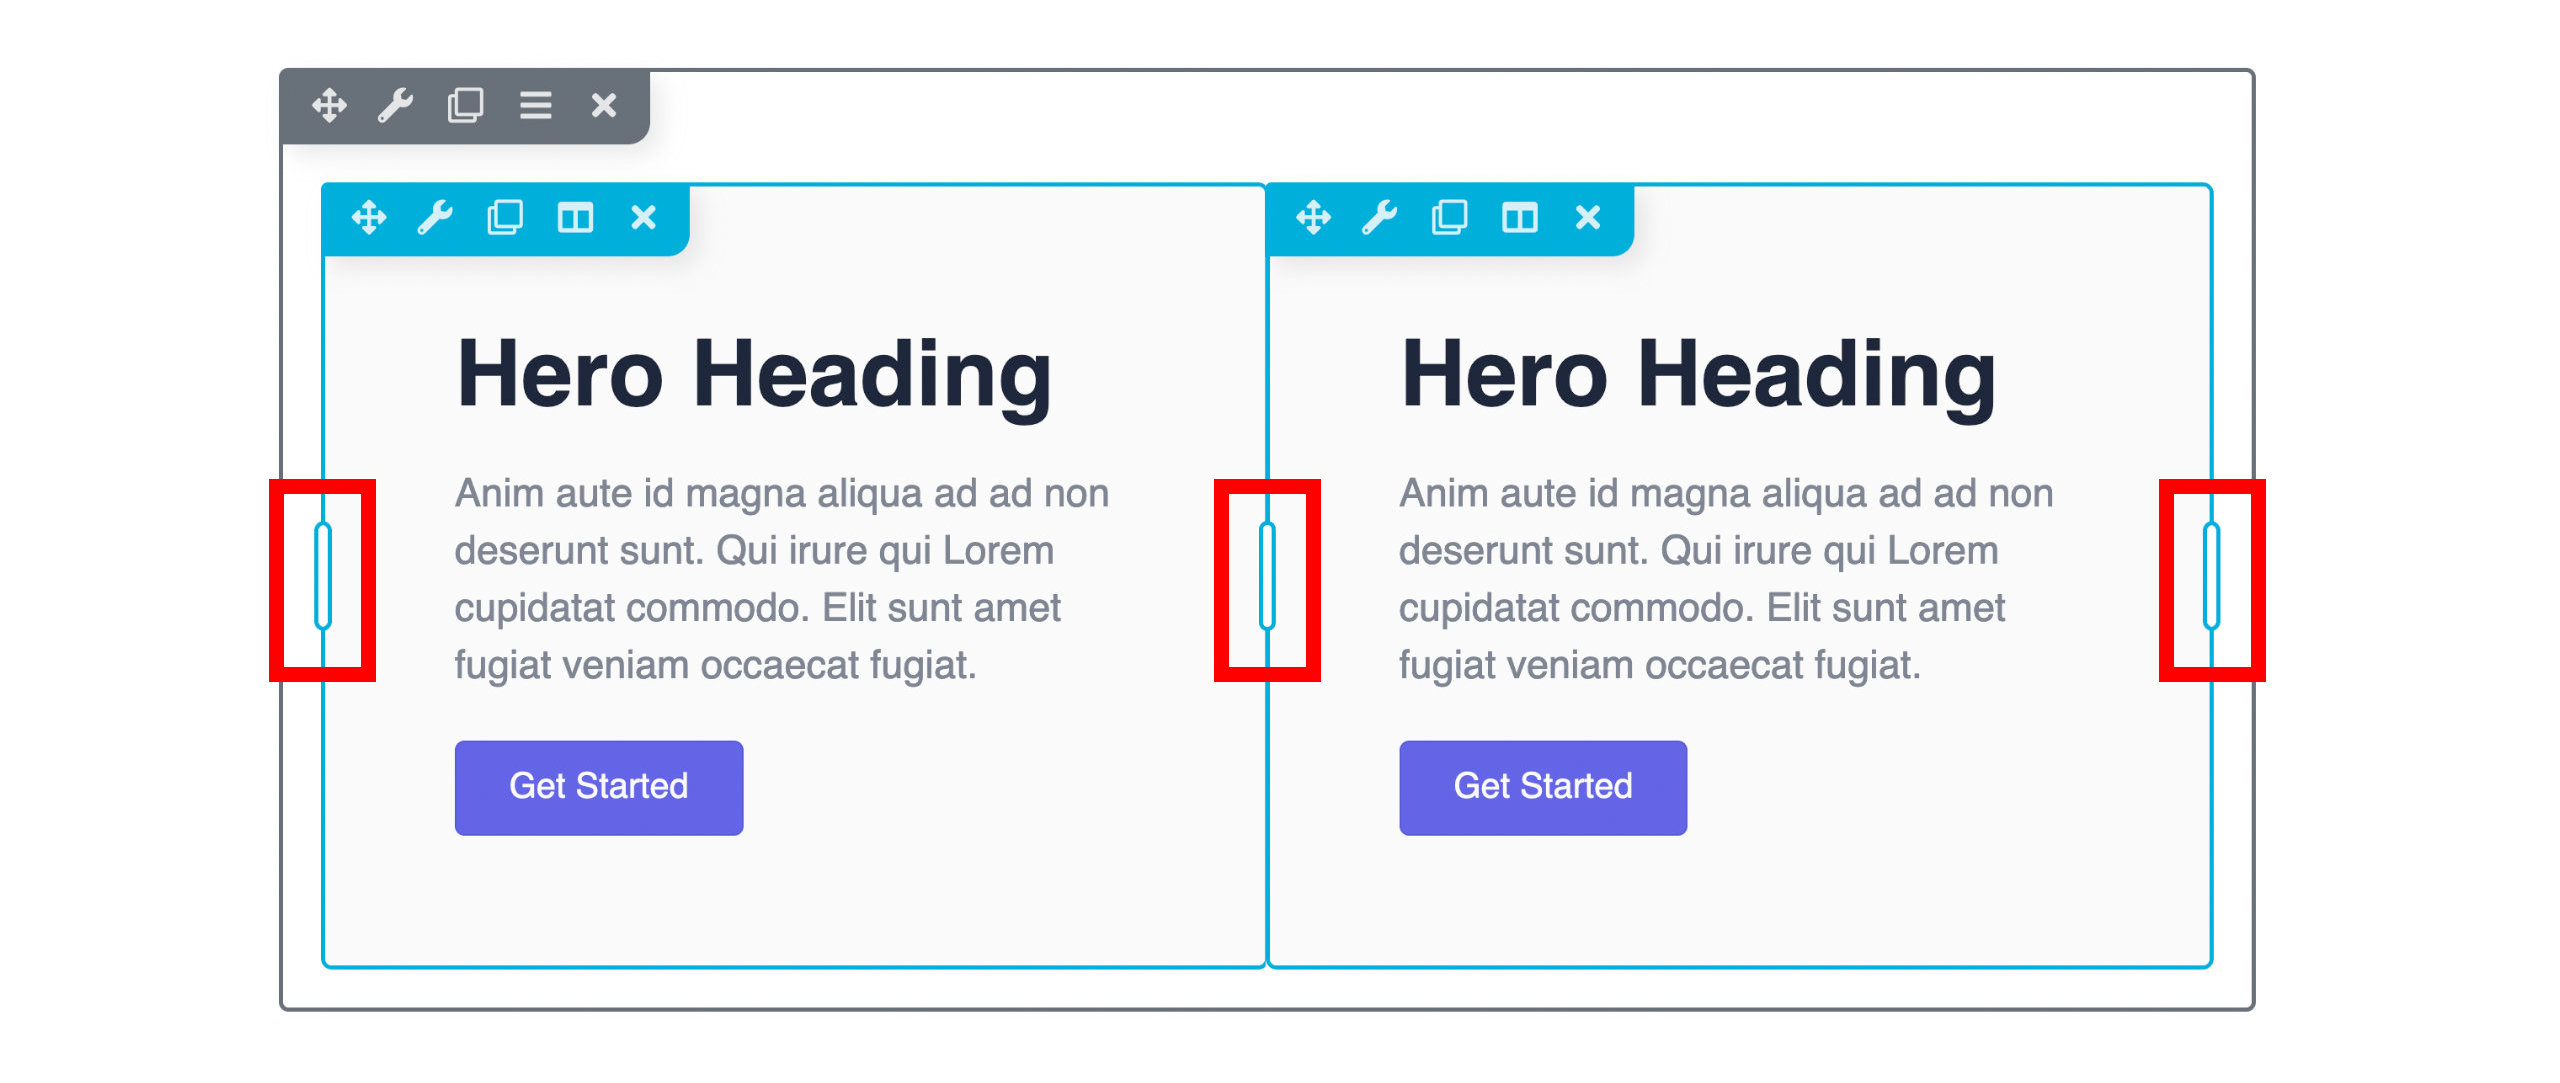 Hero Heading
Anim aute id magna aliqua ad ad non
deserunt sunt. Qui irure qui Lorem
cupidatat commodo. Elit sunt amet
fugiat veniam occaecat fugiat.
Get Started
Hero Heading
Anim aute id magna aliqua ad ad non
deserunt sunt. Qui irure qui Lorem
cupidatat commodo. Elit sunt amet
fugiat veniam occaecat fugiat.
Get Started